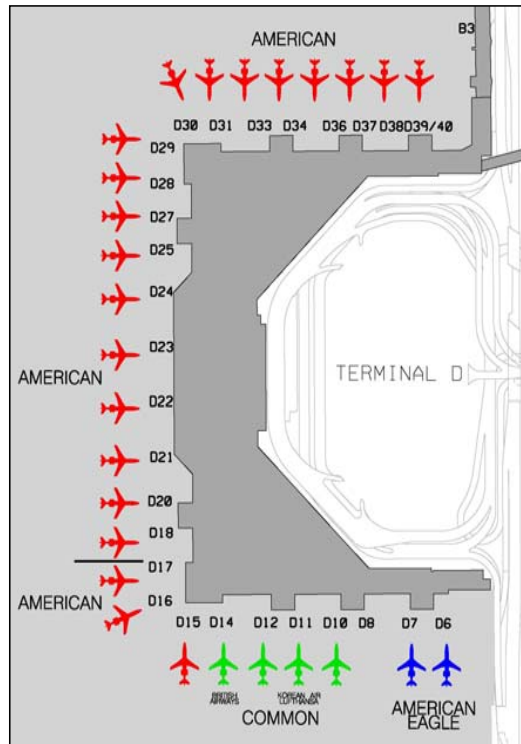 B3
AMERICAN
D30 D31 D33 D34 D36 D37 D38 D39/40
D29
D28
D27
D25
D24
D23
TERMINAL D
AMERICAN
D22
D21
D20
D18
D17
AMERICAN
D16
D15 D14 D12 D11 D10 D8 D7 D6
BRITISH
AIRWAYS
KOREAN AIR
LUFTHANSA
COMMON
AMERICAN
EAGLE